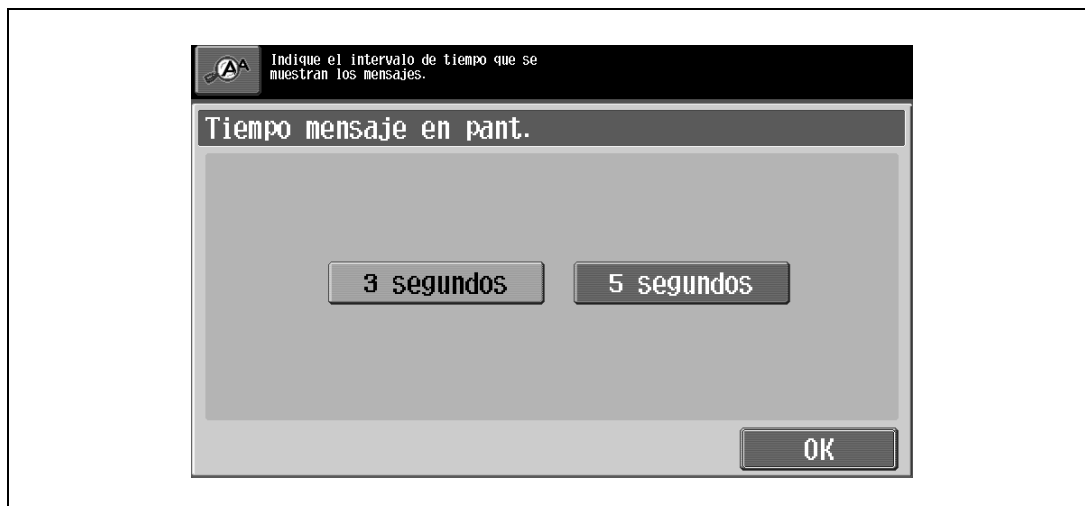 AA
Indique el intervalo de tiempo que se
muestran los mensajes.
Tiempo mensaje en pant.
3 segundos
5 segundos
OK